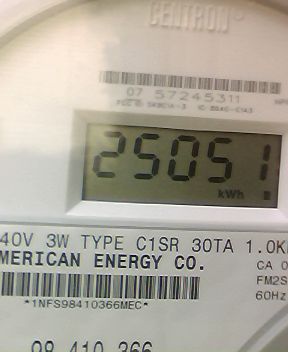 CENTRON
07 57245311
25051
kWh
40V 3W TYPE C1SR 30TA 1.0K
MERICAN ENERGY CO.
CA 0
FM2S
*1NFS98410366MEC*
60Hz
98 410 366